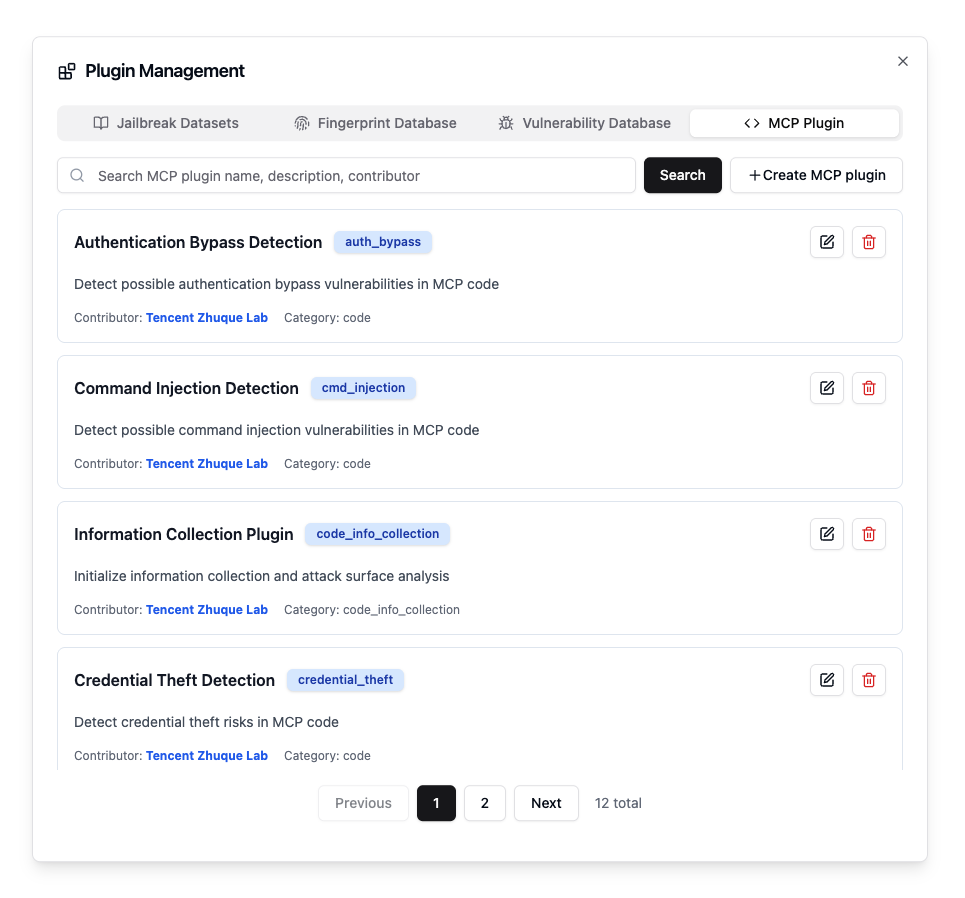 Plugin Management
Jailbreak Datasets Fingerprint Database Vulnerability Database MCP Plugin
Search MCP plugin name, description, contributor Search +Create MCP plugin
Authentication Bypass Detection auth_bypass
Detect possible authentication bypass vulnerabilities in MCP code
Contributor: Tencent Zhuque Lab Category: code
Command Injection Detection cmd_injection
Detect possible command injection vulnerabilities in MCP code
Contributor: Tencent Zhuque Lab Category: code
Information Collection Plugin code_info_collection
Initialize information collection and attack surface analysis
Contributor: Tencent Zhuque Lab Category: code_info_collection
Credential Theft Detection credential_theft
Detect credential theft risks in MCP code
Contributor: Tencent Zhuque Lab Category: code
Previous 1 2 Next 12 total